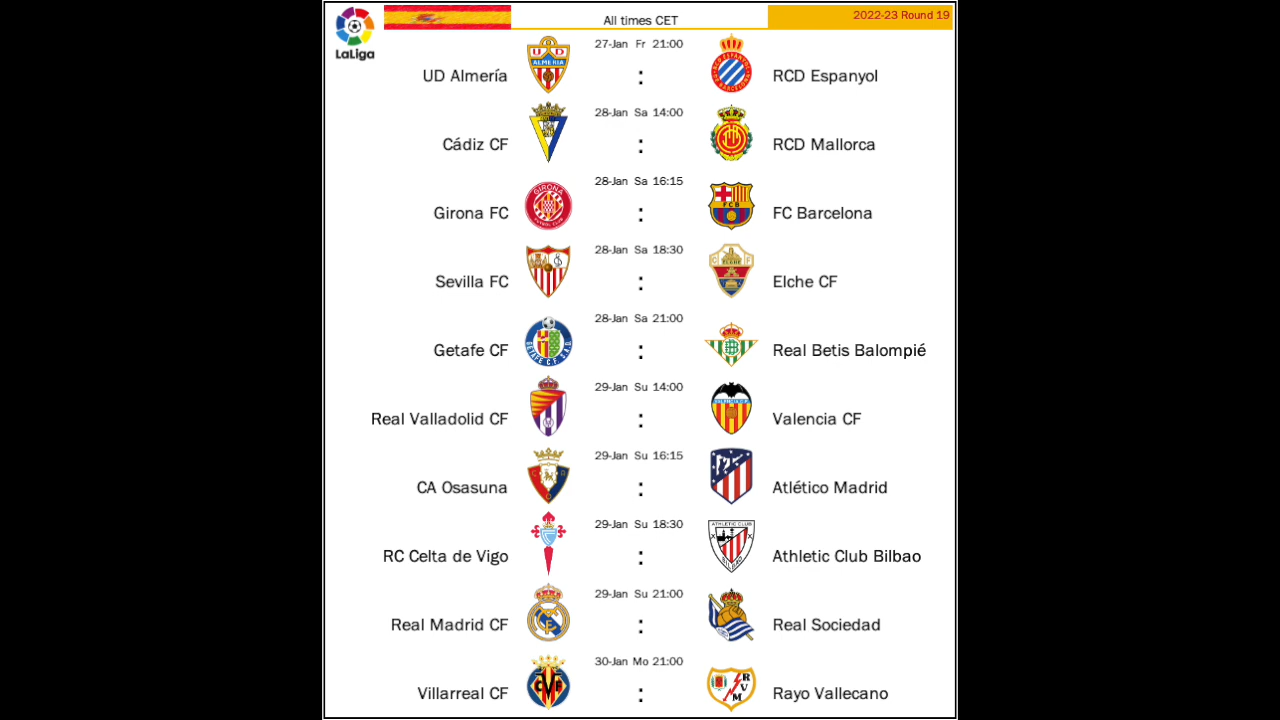 LaLiga
All times CET
2022-23 Round 19
27-Jan Fr 21:00
UD Almería : RCD Espanyol
28-Jan Sa 14:00
Cádiz CF : RCD Mallorca
28-Jan Sa 16:15
Girona FC : FC Barcelona
28-Jan Sa 18:30
Sevilla FC : Elche CF
28-Jan Sa 21:00
Getafe CF : Real Betis Balompié
29-Jan Su 14:00
Real Valladolid CF : Valencia CF
29-Jan Su 16:15
CA Osasuna : Atlético Madrid
29-Jan Su 18:30
RC Celta de Vigo : Athletic Club Bilbao
29-Jan Su 21:00
Real Madrid CF : Real Sociedad
30-Jan Mo 21:00
Villarreal CF : Rayo Vallecano